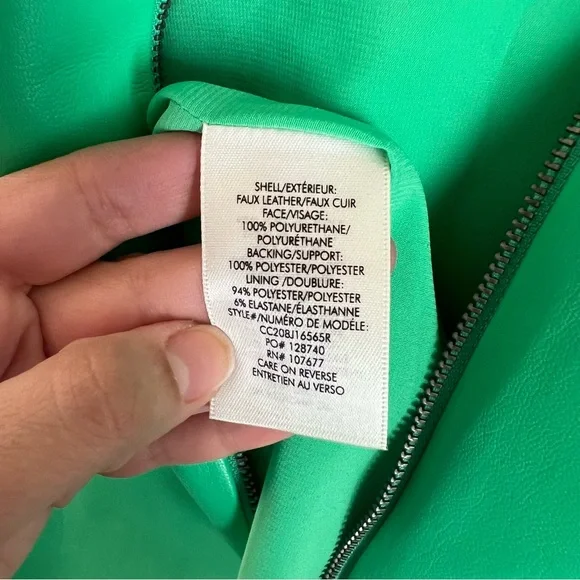 SHELL/EXTÉRIEUR:
FAUX LEATHER/FAUX CUIR
FACE/VISAGE:
100% POLYURETHANE/
POLYURÉTHANE
BACKING/SUPPORT:
100% POLYESTER/POLYESTER
LINING /DOUBLURE:
94% POLYESTER/POLYESTER
6% ELASTANE/ÉLASTHANNE
STYLE#/NUMÉRO DE MODÈLE:
CC208J16565R
PO# 128740
RN# 107677
CARE ON REVERSE
ENTRETIEN AU VERSO